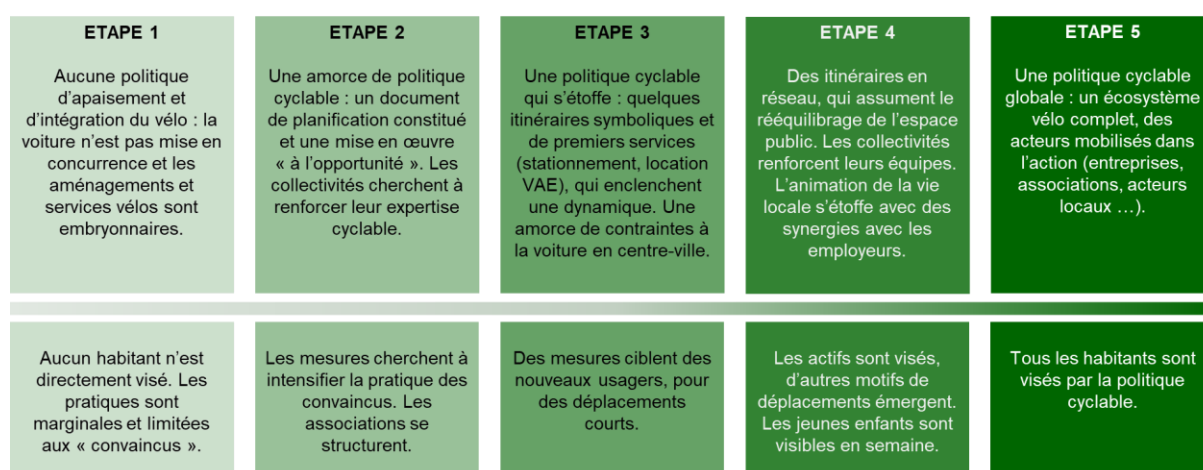 ETAPE 1
Aucune politique
d’apaisement et
d’intégration du vélo : la
voiture n’est pas mise en
concurrence et les
aménagements et
services vélos sont
embryonnaires.
ETAPE 2
Une amorce de politique
cyclable : un document
de planification constitué
et une mise en œuvre
« à l’opportunité ». Les
collectivités cherchent à
renforcer leur expertise
cyclable.
ETAPE 3
Une politique cyclable
qui s’étoffe : quelques
itinéraires symboliques et
de premiers services
(stationnement, location
VAE), qui enclenchent
une dynamique. Une
amorce de contraintes à
la voiture en centre-ville.
ETAPE 4
Des itinéraires en
réseau, qui assument le
rééquilibrage de l’espace
public. Les collectivités
renforcent leurs équipes.
L’animation de la vie
locale s’étoffe avec des
synergies avec les
employeurs.
ETAPE 5
Une politique cyclable
globale : un écosystème
vélo complet, des
acteurs mobilisés dans
l’action (entreprises,
associations, acteurs
locaux …).
Aucun habitant n’est
directement visé. Les
pratiques sont
marginales et limitées
aux « convaincus ».
Les mesures cherchent à
intensifier la pratique des
convaincus. Les
associations se
structurent.
Des mesures ciblent des
nouveaux usagers, pour
des déplacements
courts.
Les actifs sont visés,
d’autres motifs de
déplacements émergent.
Les jeunes enfants sont
visibles en semaine.
Tous les habitants sont
visés par la politique
cyclable.